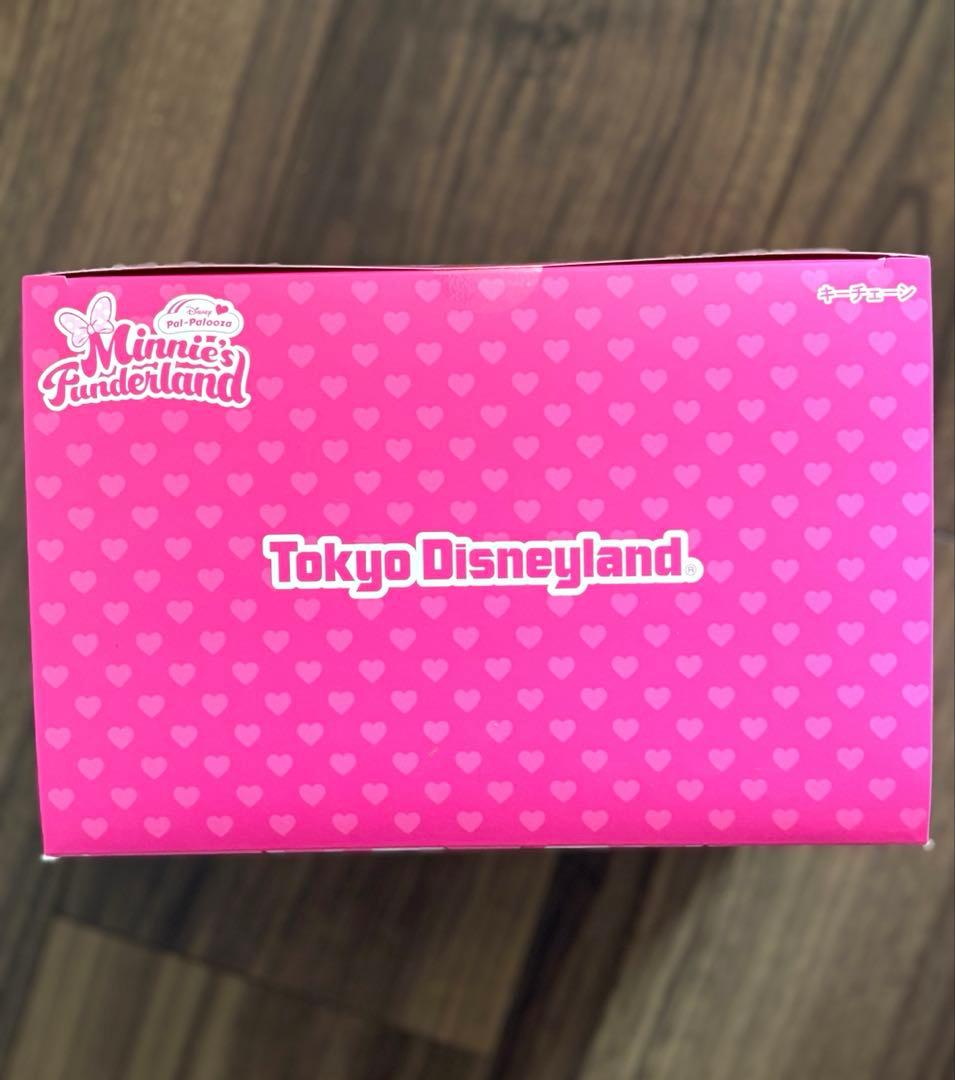 Disney
Pal-Palooza
Minnie's
Funderland
キーチェーン
Tokyo Disneyland®